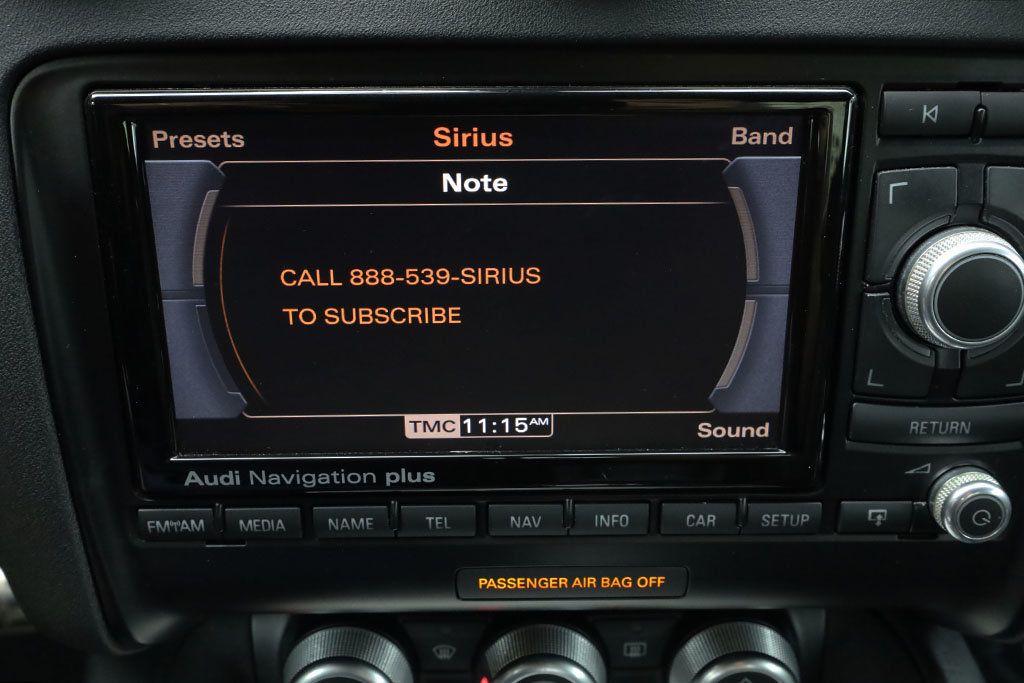 Presets Sirius Band
Note
CALL 888-539-SIRIUS
TO SUBSCRIBE
TMC 11:15AM
Sound
Audi Navigation plus
RETURN
FM/AM MEDIA NAME TEL NAV INFO CAR SETUP
PASSENGER AIR BAG OFF